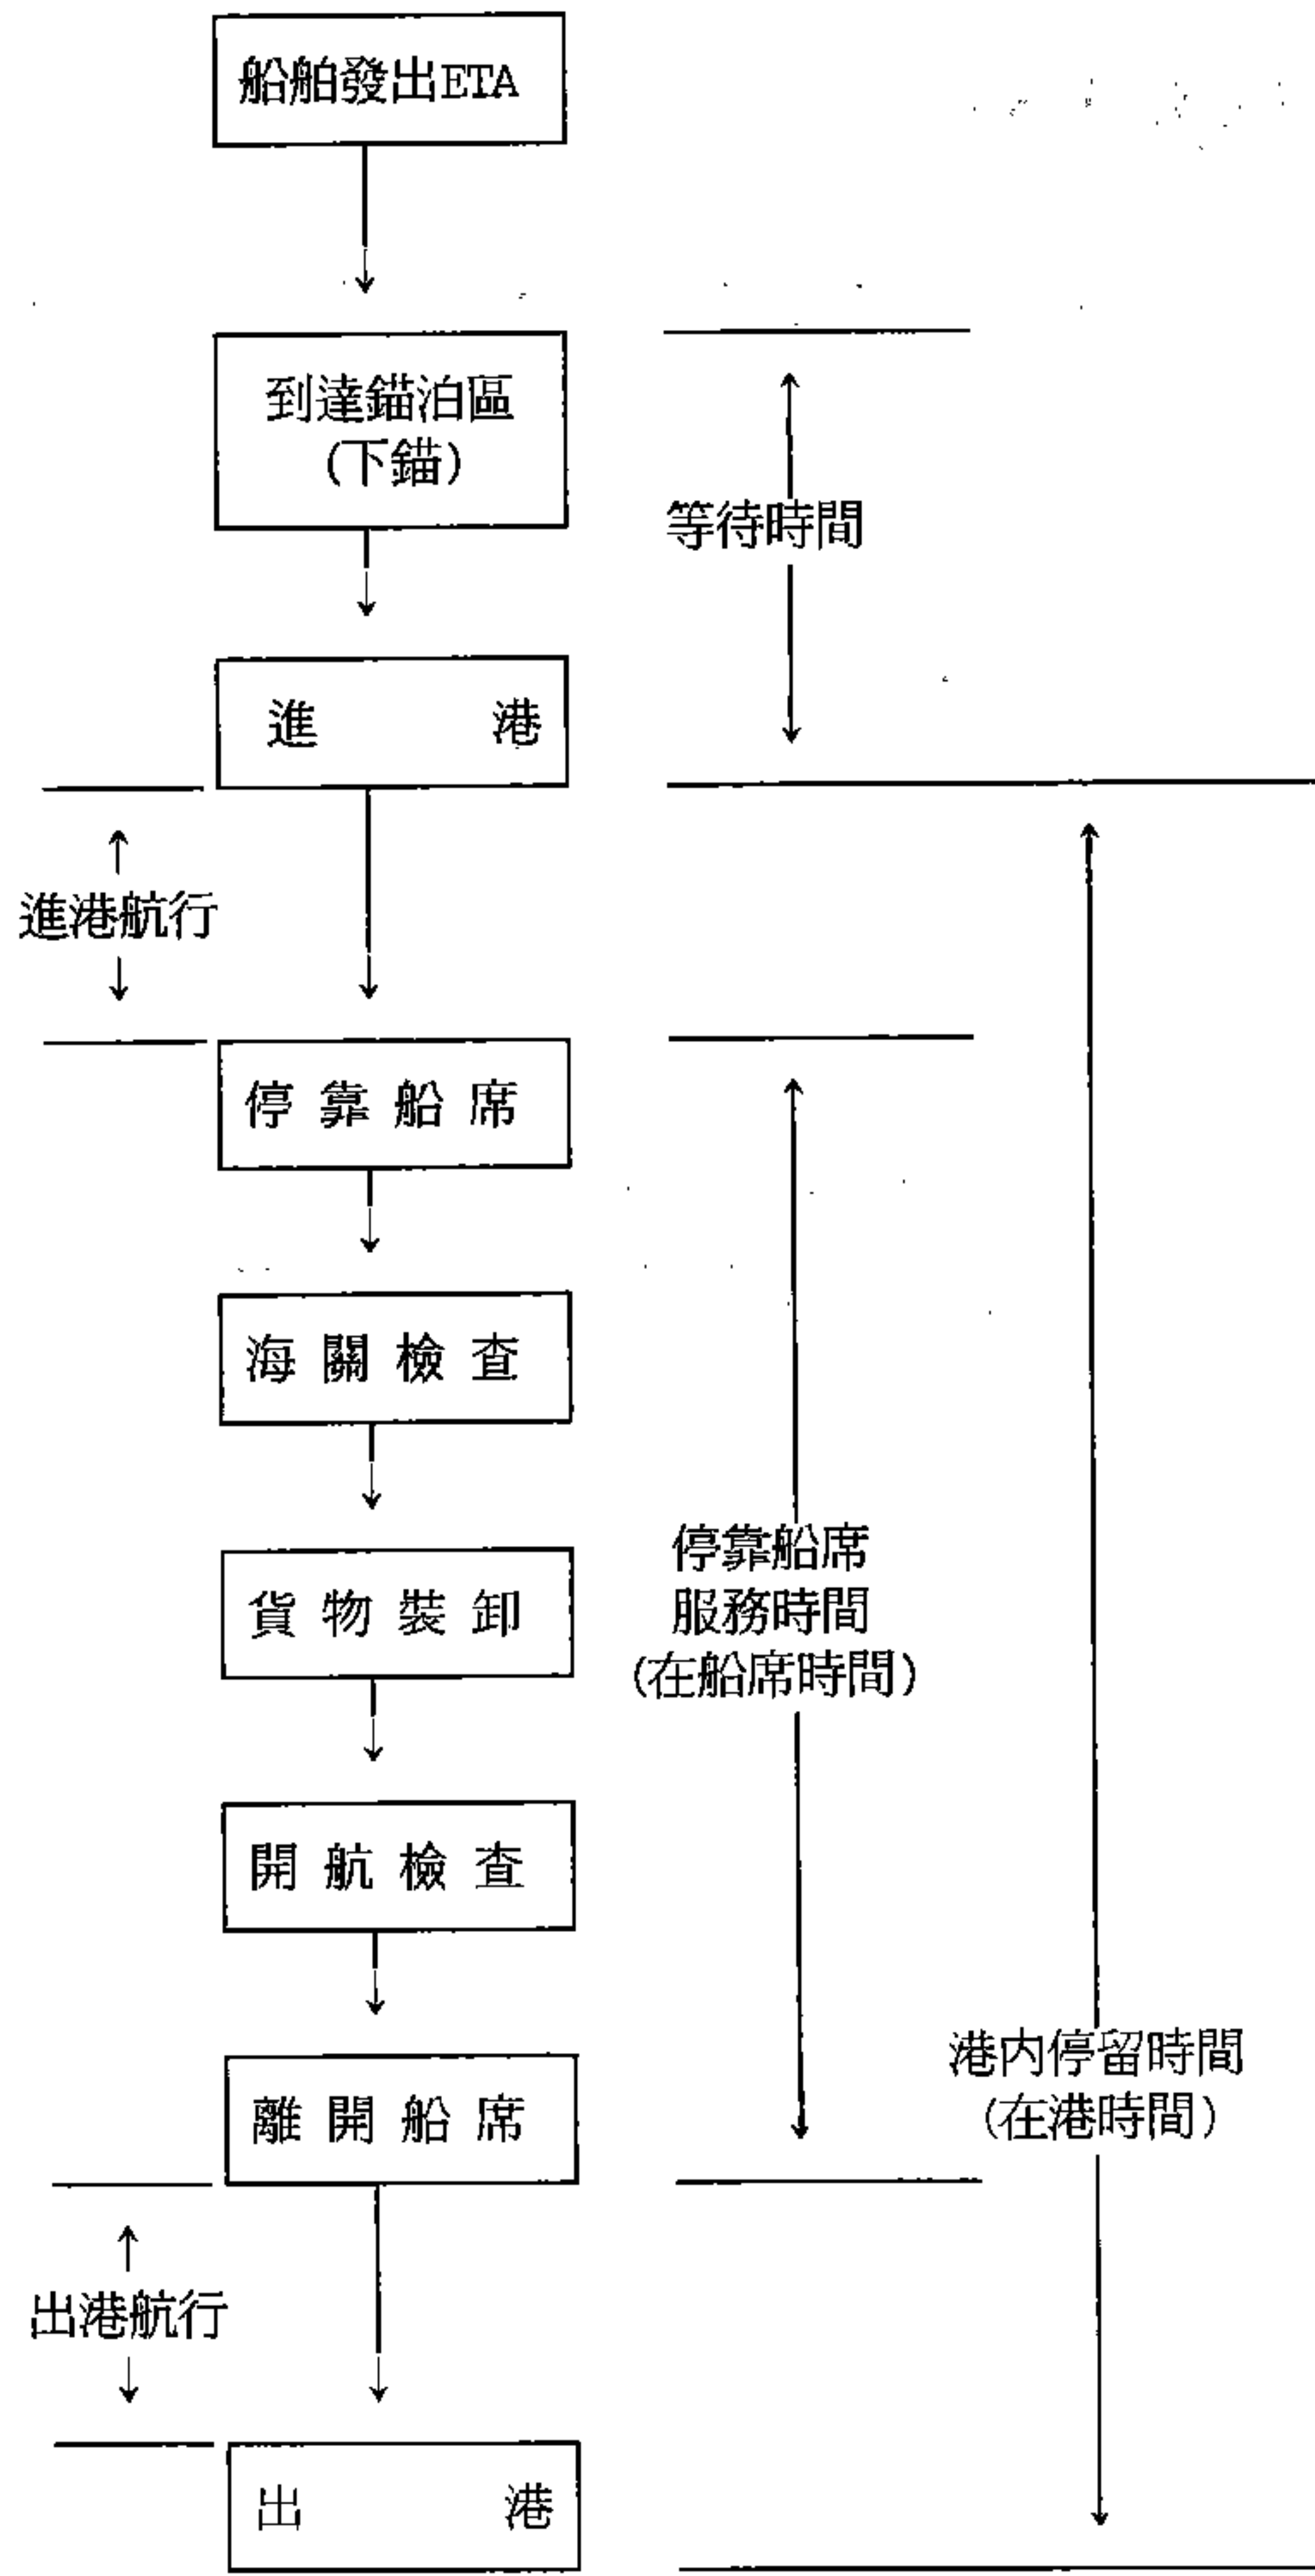 船舶發出ETA
到達錨泊區
(下錨)
等待時間
進港
進港航行
停靠船席
海關檢查
貨物裝卸
停靠船席
服務時間
(在船席時間)
開航檢查
離開船席
港内停留時間
(在港時間)
出港航行
出港